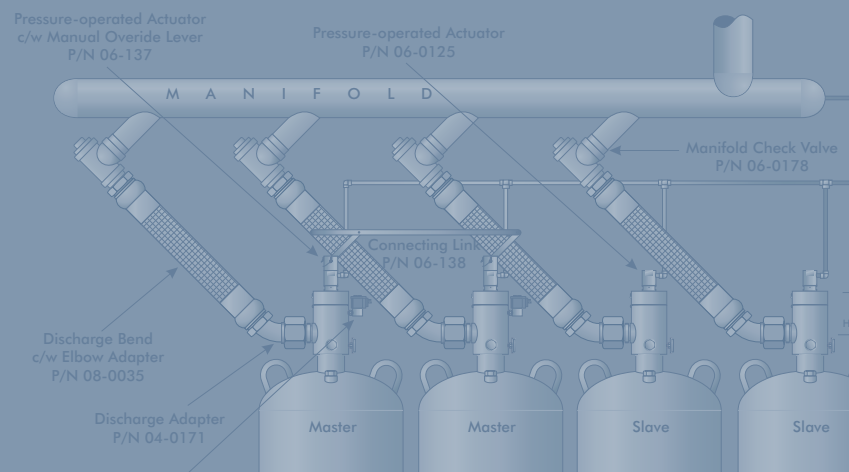 Pressure-operated Actuator
c/w Manual Overide Lever
P/N 06-137
Pressure-operated Actuator
P/N 06-0125
MANIFOLD
Manifold Check Valve
P/N 06-0178
Connecting Link
P/N 06-138
Discharge Bend
c/w Elbow Adapter
P/N 08-0035
Discharge Adapter
P/N 04-0171
Master
Master
Slave
Slave